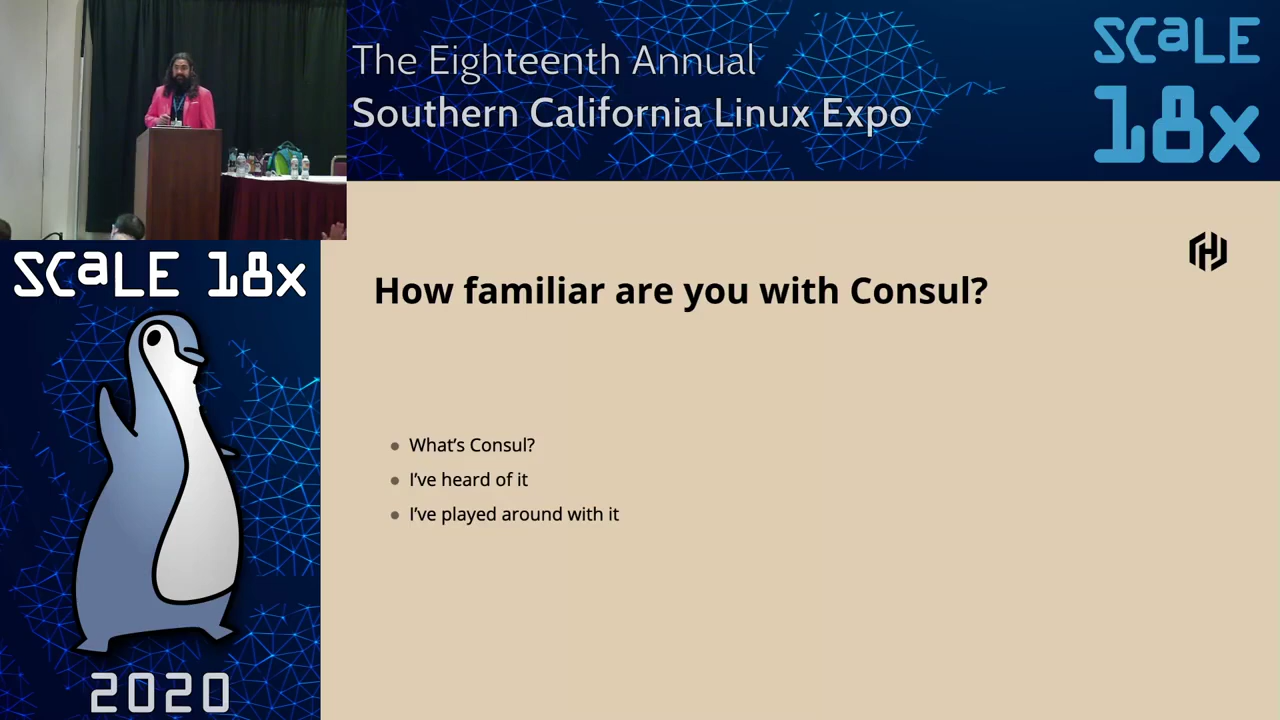 The Eighteenth Annual
Southern California Linux Expo
SCaLE
18x
SCaLE 18x
2020
How familiar are you with Consul?
What's Consul?
I've heard of it
I've played around with it